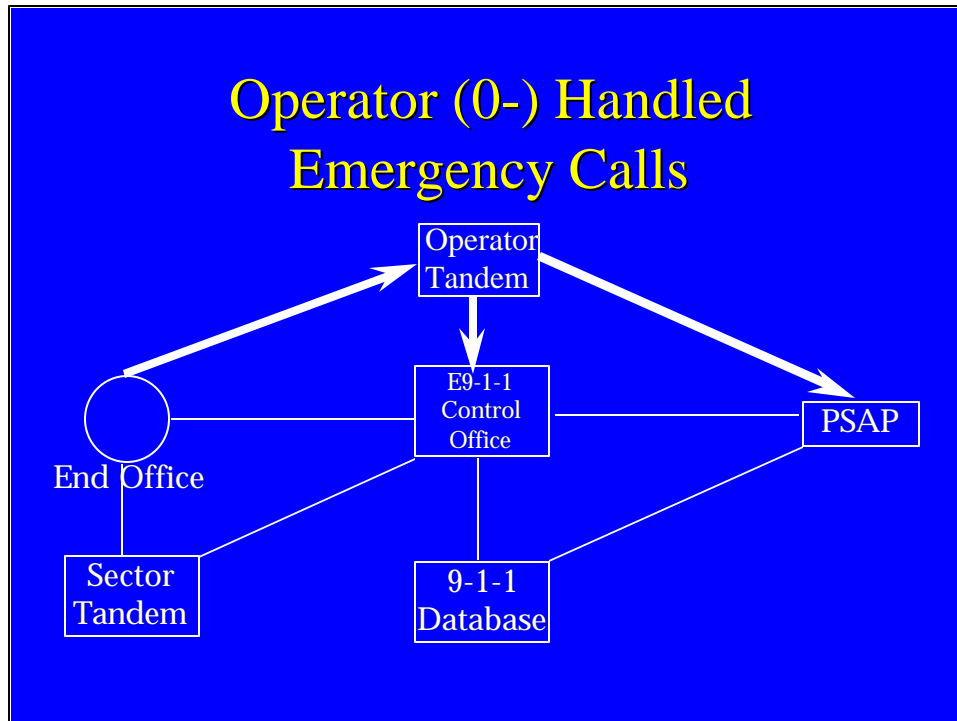 Operator (0-) Handled
Emergency Calls
Operator
Tandem
E9-1-1
Control
Office
PSAP
End Office
Sector
Tandem
9-1-1
Database